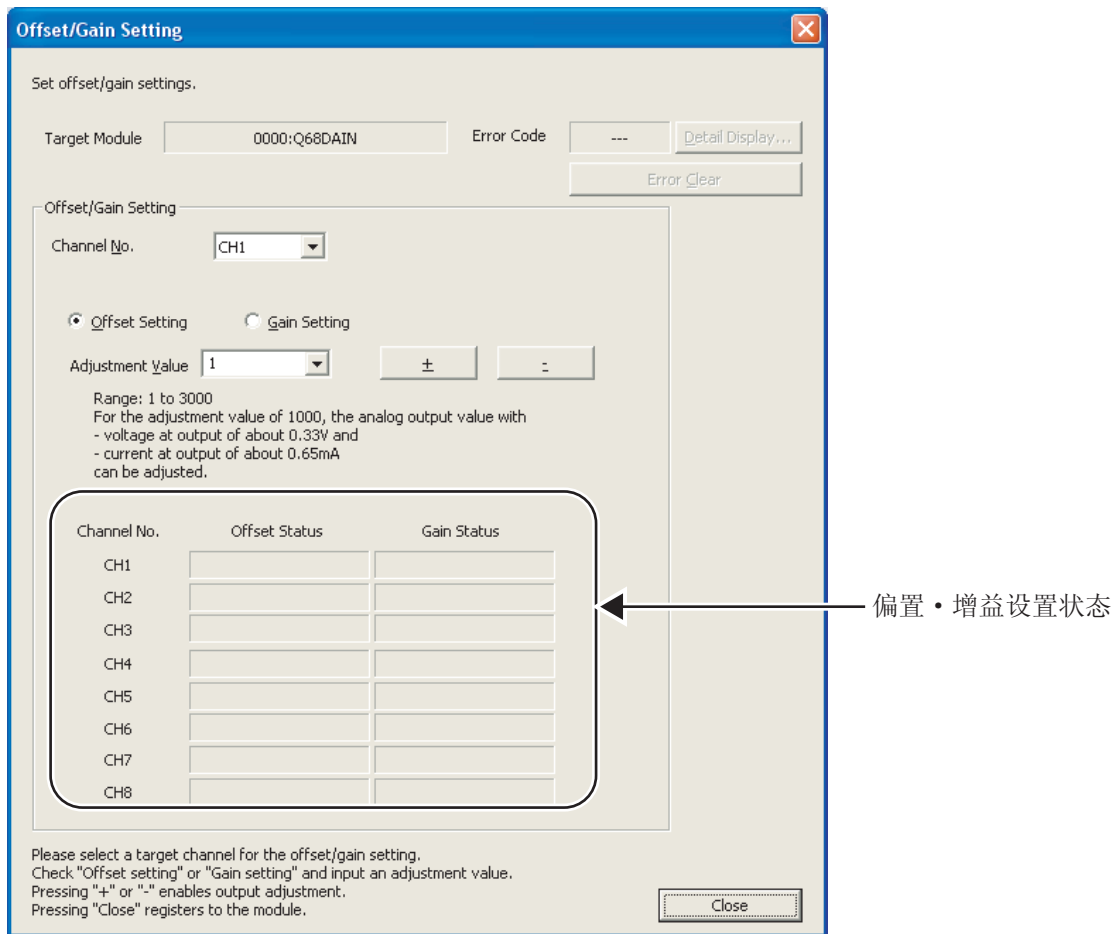 Offset/Gain Setting
Set offset/gain settings.
Target Module 0000:Q68DAIN Error Code --- Detail Display...
Error Clear
Offset/Gain Setting
Channel No. CH1
Offset Setting Gain Setting
Adjustment Value 1 + -
Range: 1 to 3000
For the adjustment value of 1000, the analog output value with
- voltage at output of about 0.33V and
- current at output of about 0.65mA
can be adjusted.
Channel No. Offset Status Gain Status
CH1
CH2
CH3
CH4
CH5
CH6
CH7
CH8
偏置·增益设置状态
Please select a target channel for the offset/gain setting.
Check "Offset setting" or "Gain setting" and input an adjustment value.
Pressing "+" or "-" enables output adjustment.
Pressing "Close" registers to the module.
Close